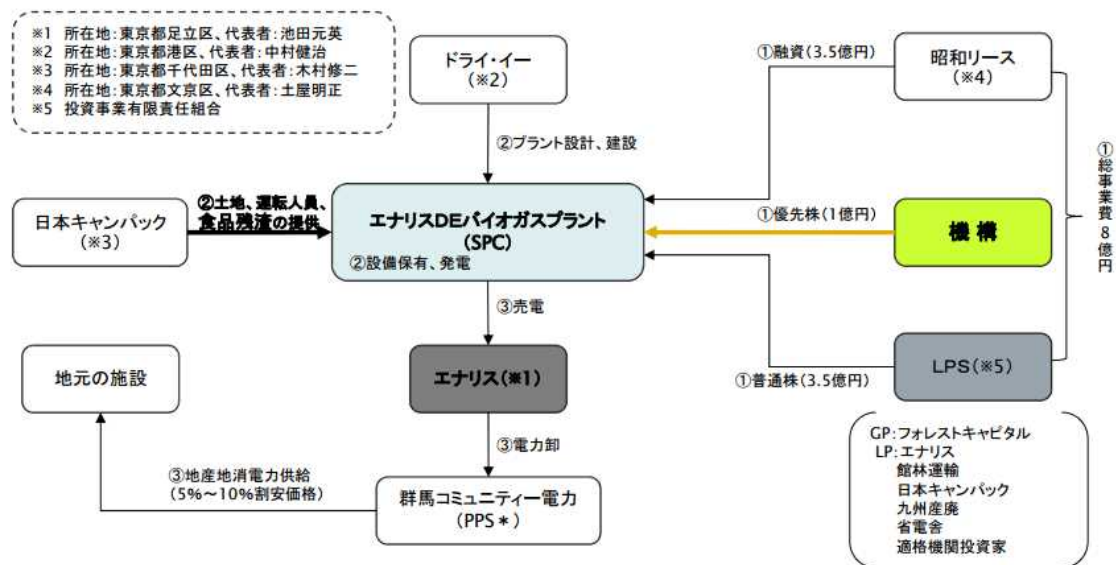 ※1 所在地：東京都足立区、代表者：池田元英
※2 所在地：東京都港区、代表者：中村健治
※3 所在地：東京都千代田区、代表者：木村修二
※4 所在地：東京都文京区、代表者：土屋明正
※5 投資事業有限責任組合
ドライ・イー
(※2)
①融資(3.5億円)
昭和リース
(※4)
②プラント設計、建設
①総事業費８億円
日本キャンパック
(※3)
②土地、運転人員、
食品残渣の提供
エナリスDEバイオガスプラント
(SPC)
②設備保有、発電
①優先株(1億円)
機構
③売電
地元の施設
エナリス(※1)
①普通株(3.5億円)
LPS(※5)
③電力卸
③地産地消電力供給
(5%～10%割安価格)
群馬コミュニティー電力
(PPS＊)
GP：フォレストキャピタル
LP：エナリス
館林運輸
日本キャンパック
九州産廃
省電舎
適格機関投資家